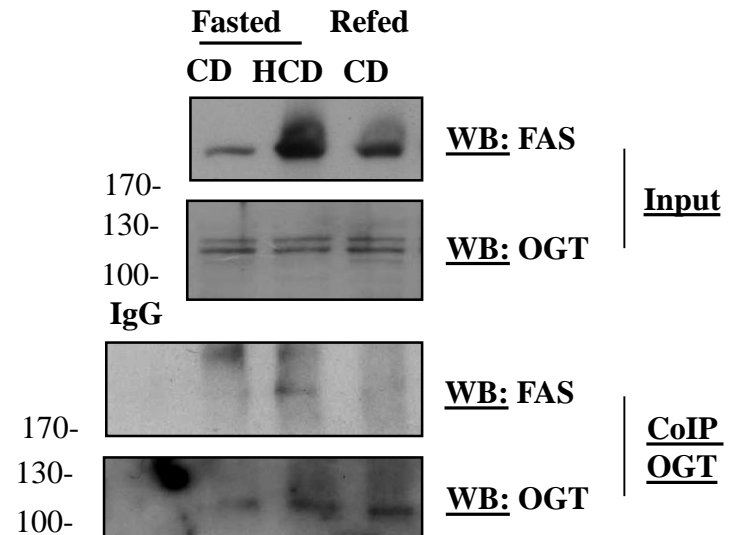 Fasted Refed
CD HCD CD
WB: FAS
170-
Input
130-
WB: OGT
100-
IgG
WB: FAS
170-
CoIP
OGT
130-
WB: OGT
100-